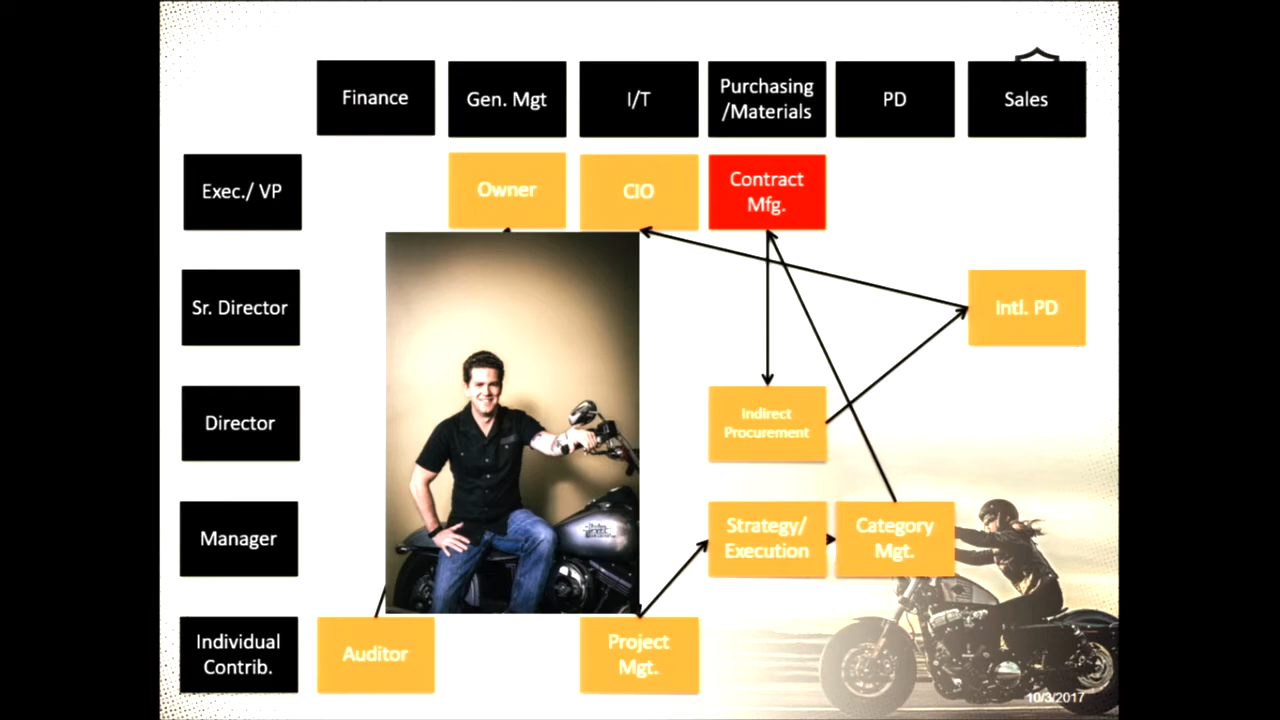 Finance
Gen. Mgt
I/T
Purchasing
/Materials
PD
Sales
Exec./ VP
Owner
CIO
Contract
Mfg.
Sr. Director
Intl. PD
Director
Indirect
Procurement
Manager
Strategy/
Execution
Category
Mgt.
Individual
Contrib.
Auditor
Project
Mgt.
10/3/2017